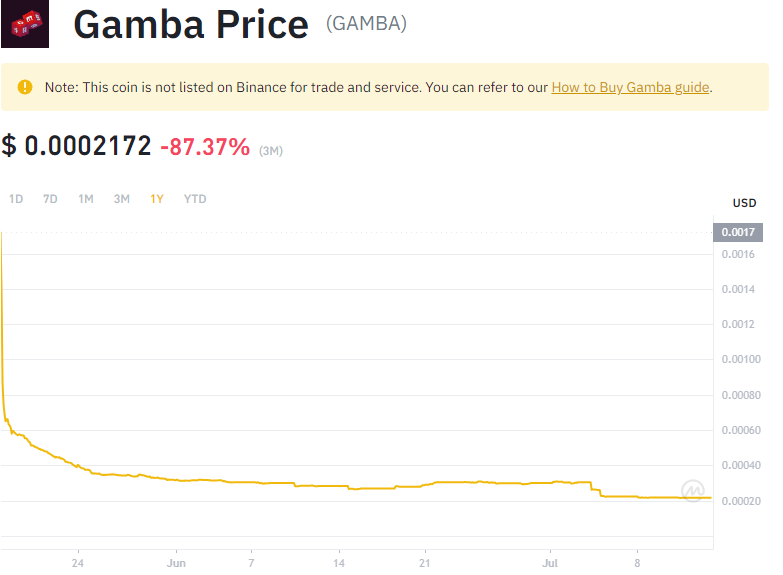 Gamba Price (GAMBA)
Note: This coin is not listed on Binance for trade and service. You can refer to our How to Buy Gamba guide.
$ 0.0002172 -87.37% (3M)
1D 7D 1M 3M 1Y YTD
USD
0.0017
0.0016
0.0014
0.0012
0.00100
0.00080
0.00060
0.00040
0.00020
24 Jun 7 14 21 Jul 8